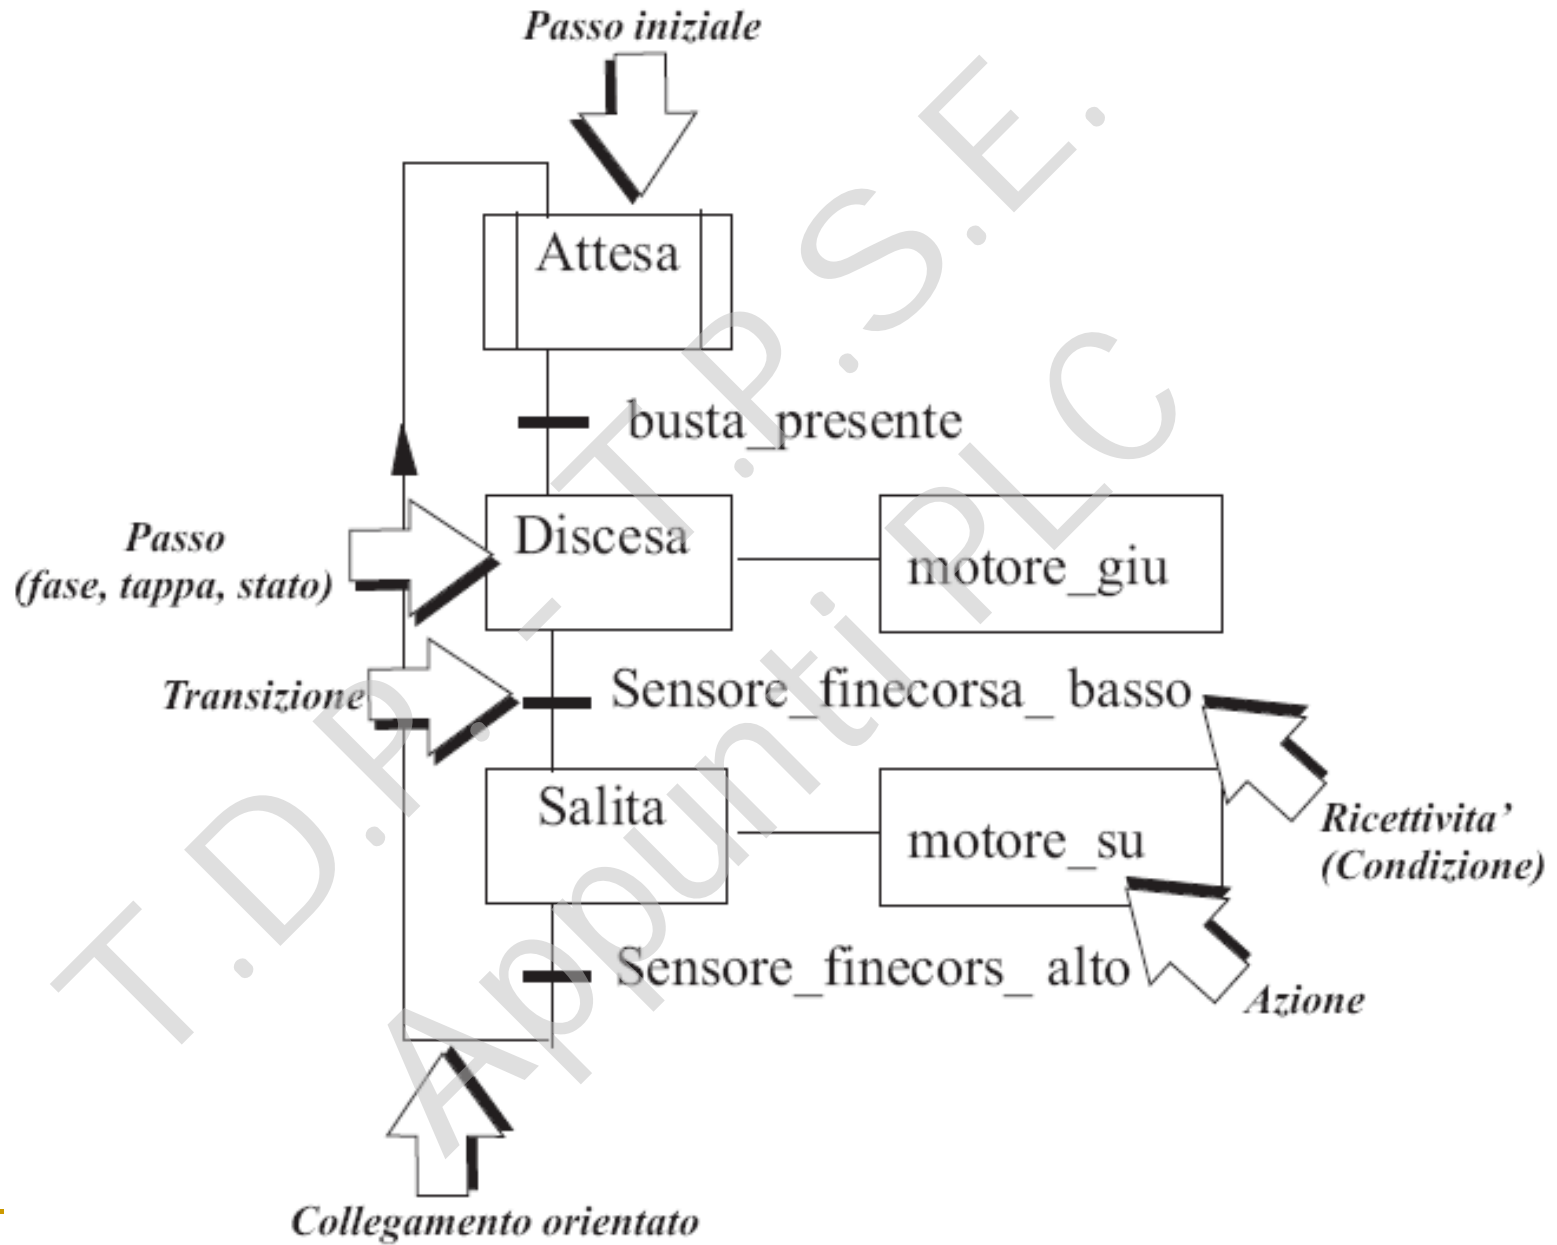 Passo iniziale
Attesa
busta_presente
Passo
(fase, tappa, stato)
Discesa
motore_giu
Transizione
Sensore_finecorsa_ basso
Salita
motore_su
Ricettivita’
(Condizione)
Sensore_finecors_ alto
Azione
Collegamento orientato
T.D.P. - T.P.S.E.
Appunti PLC